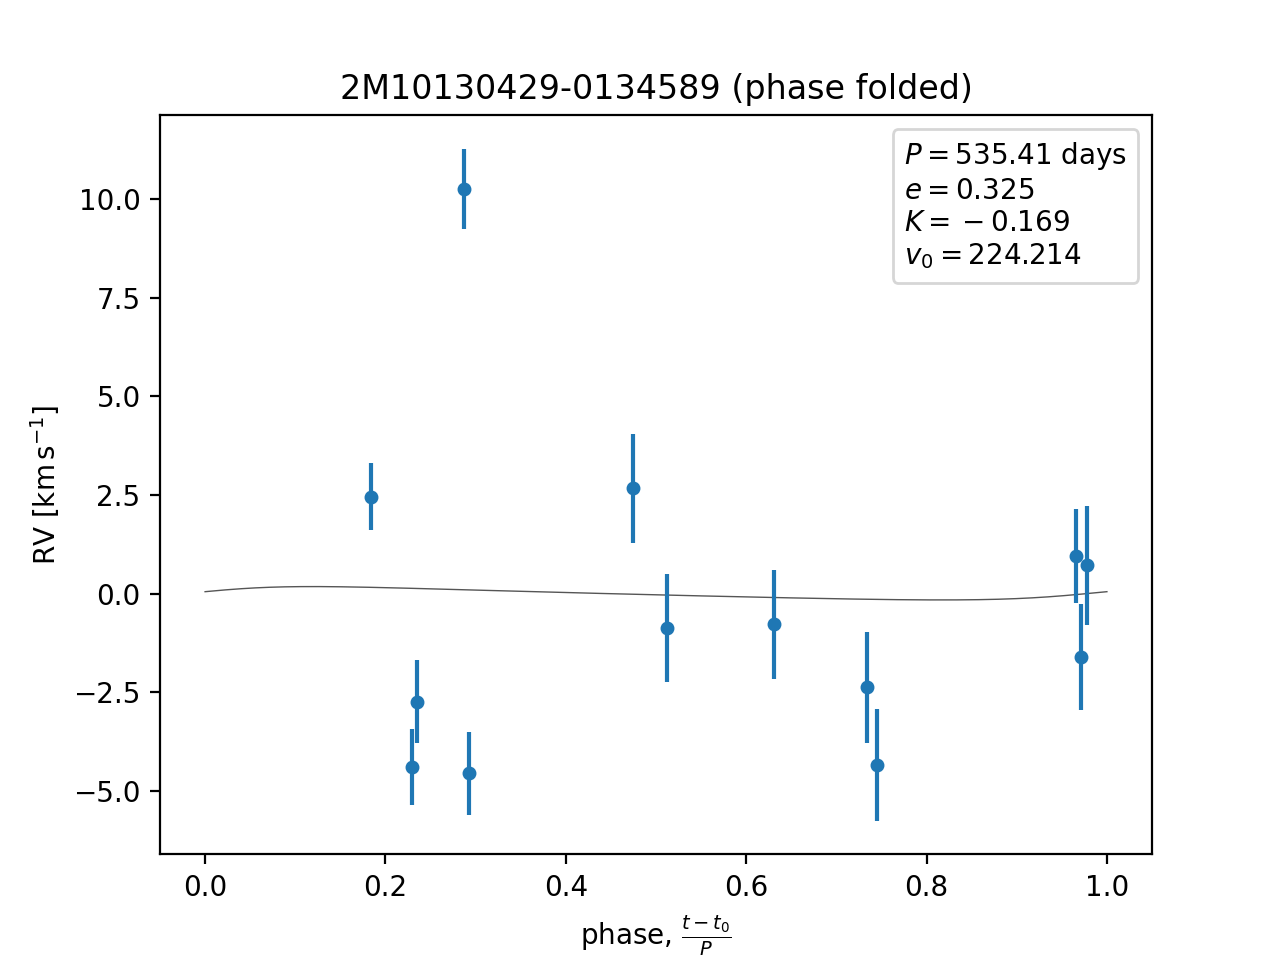 2M10130429-0134589 (phase folded)
P = 535.41 days
e = 0.325
K = −0.169
v₀ = 224.214
RV [km s⁻¹]
10.0
7.5
5.0
2.5
0.0
−2.5
−5.0
0.0 0.2 0.4 0.6 0.8 1.0
phase, (t − t₀)/P